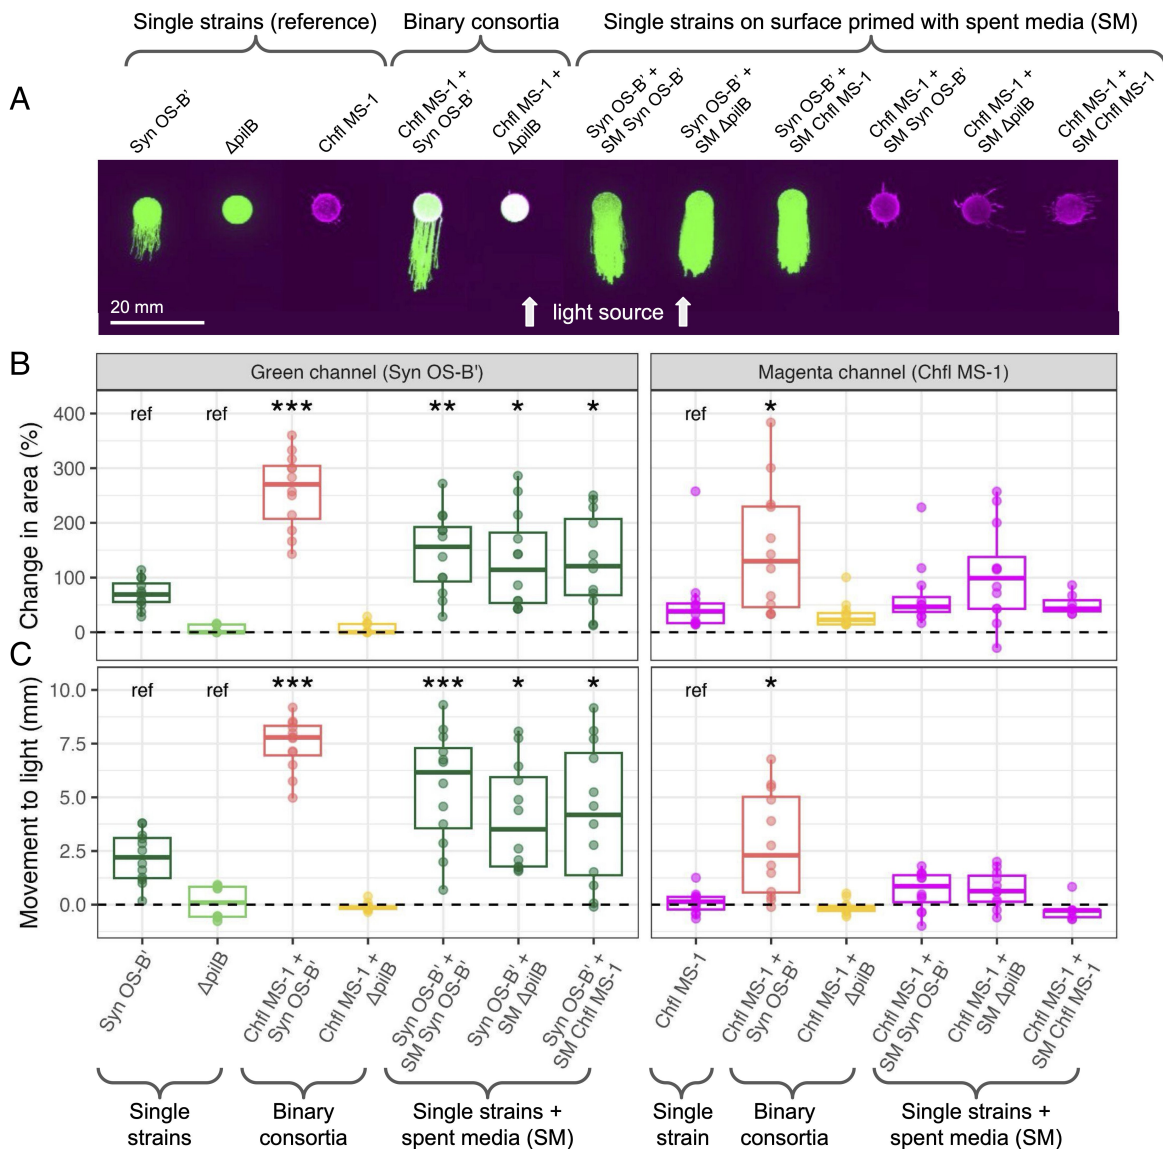 Single strains (reference)
Binary consortia
Single strains on surface primed with spent media (SM)
A
Syn OS-B'
ΔpilB
Chfl MS-1
Chfl MS-1 +
Syn OS-B'
Chfl MS-1 +
ΔpilB
Syn OS-B' +
SM Syn OS-B'
Syn OS-B' +
SM ΔpilB
Syn OS-B' +
SM Chfl MS-1
Chfl MS-1 +
SM Syn OS-B'
Chfl MS-1 +
SM ΔpilB
Chfl MS-1 +
SM Chfl MS-1
20 mm
light source
B
Green channel (Syn OS-B')
Magenta channel (Chfl MS-1)
Change in area (%)
400
300
200
100
0
ref
ref
***
**
*
*
ref
*
C
Movement to light (mm)
10.0
7.5
5.0
2.5
0.0
ref
ref
***
***
*
*
ref
*
Syn OS-B'
ΔpilB
Chfl MS-1 +
Syn OS-B'
Chfl MS-1 +
ΔpilB
Syn OS-B' +
SM Syn OS-B'
Syn OS-B' +
SM ΔpilB
Syn OS-B' +
SM Chfl MS-1
Chfl MS-1
Chfl MS-1 +
Syn OS-B'
Chfl MS-1 +
ΔpilB
Chfl MS-1 +
SM Syn OS-B'
Chfl MS-1 +
SM ΔpilB
Chfl MS-1 +
SM Chfl MS-1
Single
strains
Binary
consortia
Single strains +
spent media (SM)
Single
strain
Binary
consortia
Single strains +
spent media (SM)